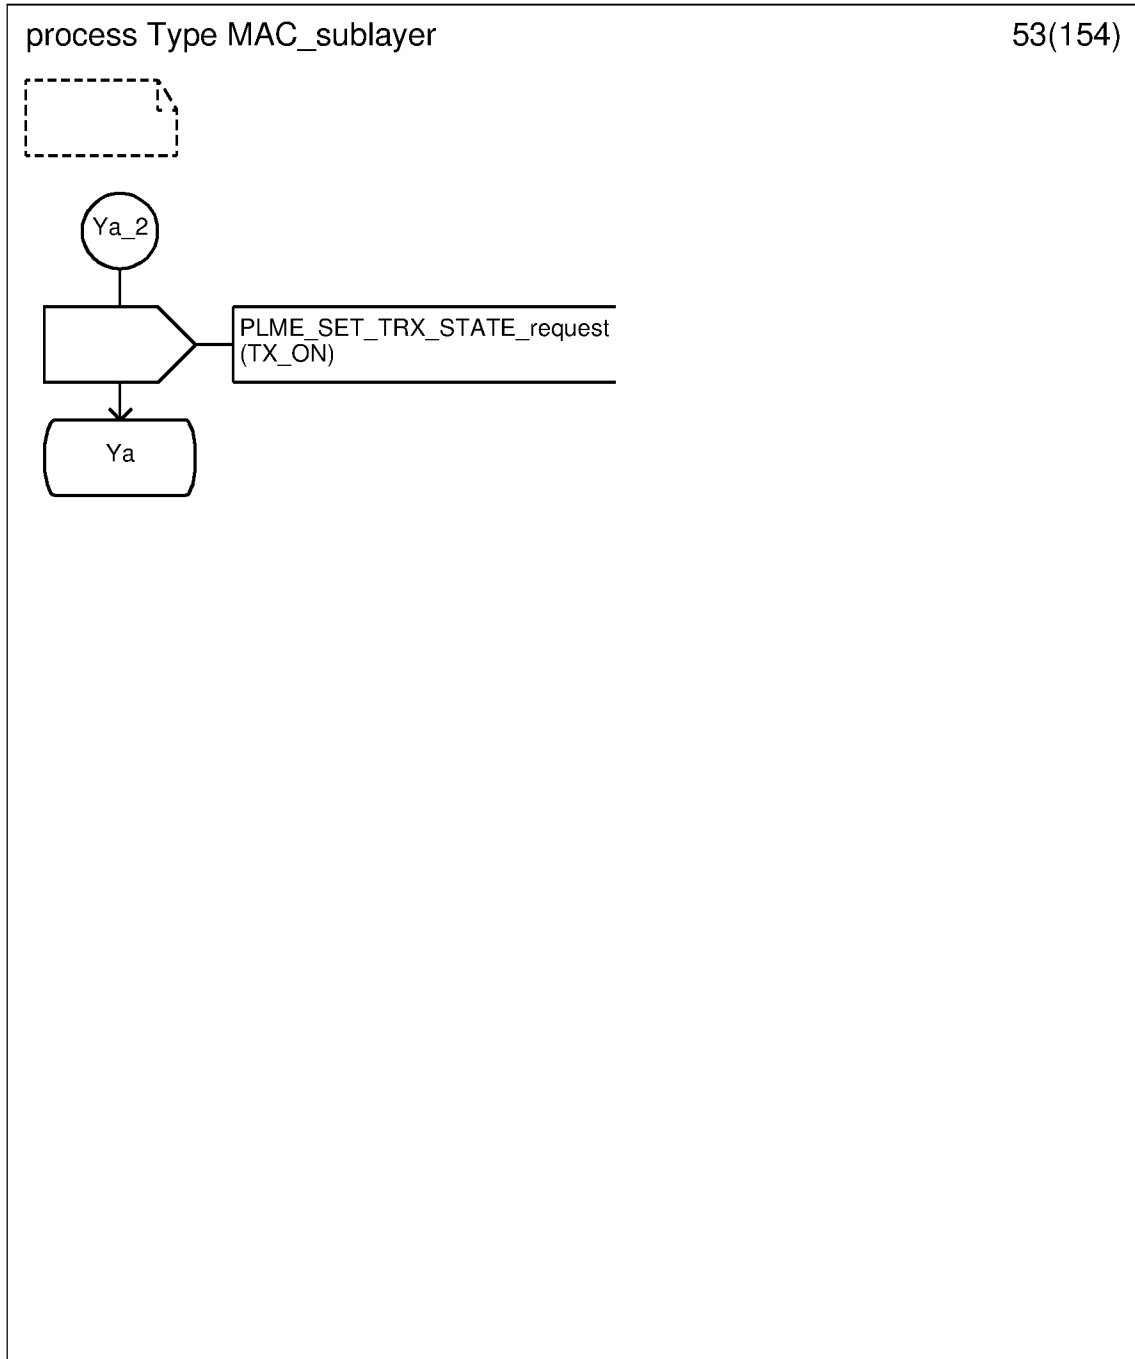 process Type MAC_sublayer
53(154)
Ya_2
PLME_SET_TRX_STATE_request
(TX_ON)
Ya